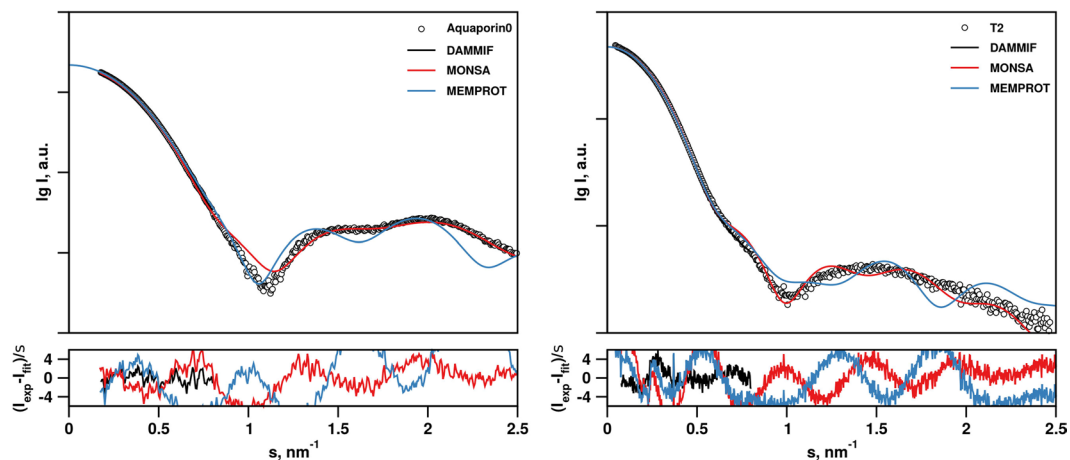 Aquaporin0
DAMMIF
MONSA
MEMPROT
lg I, a.u.
(I_exp-I_fit)/s
4
0
-4
0 0.5 1 1.5 2 2.5
s, nm⁻¹
T2
DAMMIF
MONSA
MEMPROT
lg I, a.u.
(I_exp-I_fit)/s
4
0
-4
0 0.5 1 1.5 2 2.5
s, nm⁻¹